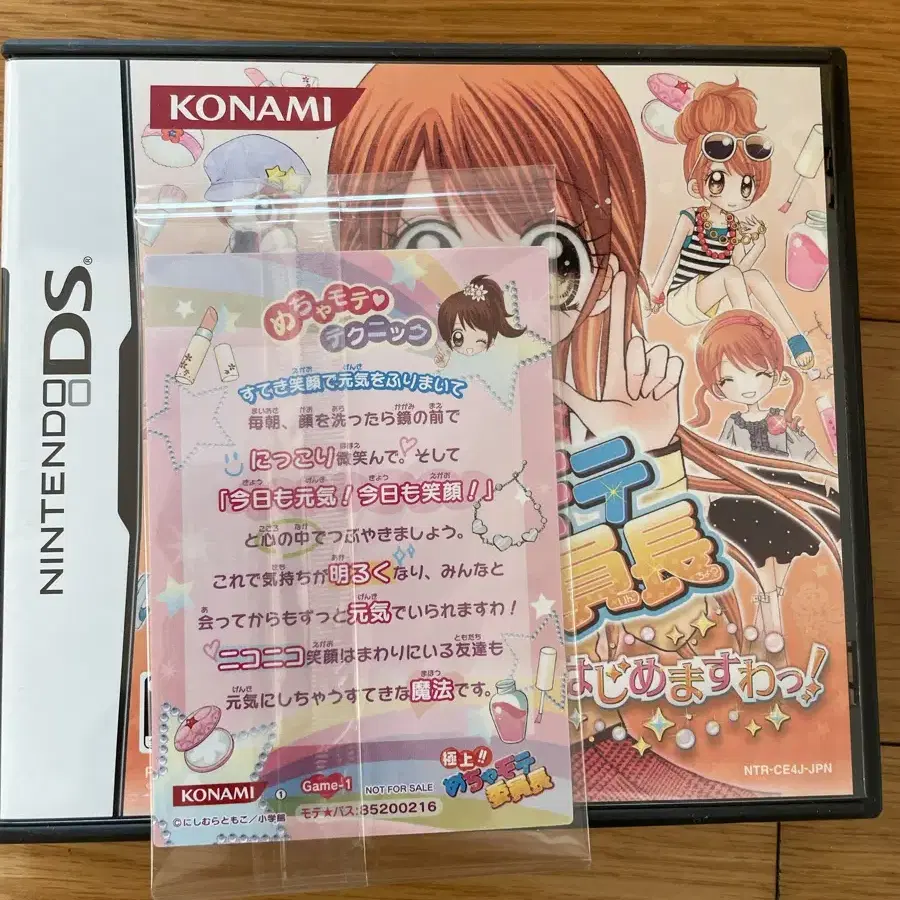 KONAMI
NINTENDO DS®
めちゃモテ
テクニック
すてき笑顔で元気をふりまいて
毎朝、顔を洗ったら鏡の前で
にっこり微笑んで。そして
「今日も元気!今日も笑顔!」
と心の中でつぶやきましょう。
これで気持ちが明るくなり、みんなと
会ってからもずっと元気でいられますわ!
ニコニコ笑顔はまわりにいる友達も
元気にしちゃうすてきな魔法です。
KONAMI
① Game-1 NOT FOR SALE
モテ★パス:85200216
©にしむらともこ/小学館
極上!!
めちゃモテ
委員長
モテ
員長
はじめますわっ!
NTR-CE4J-JPN